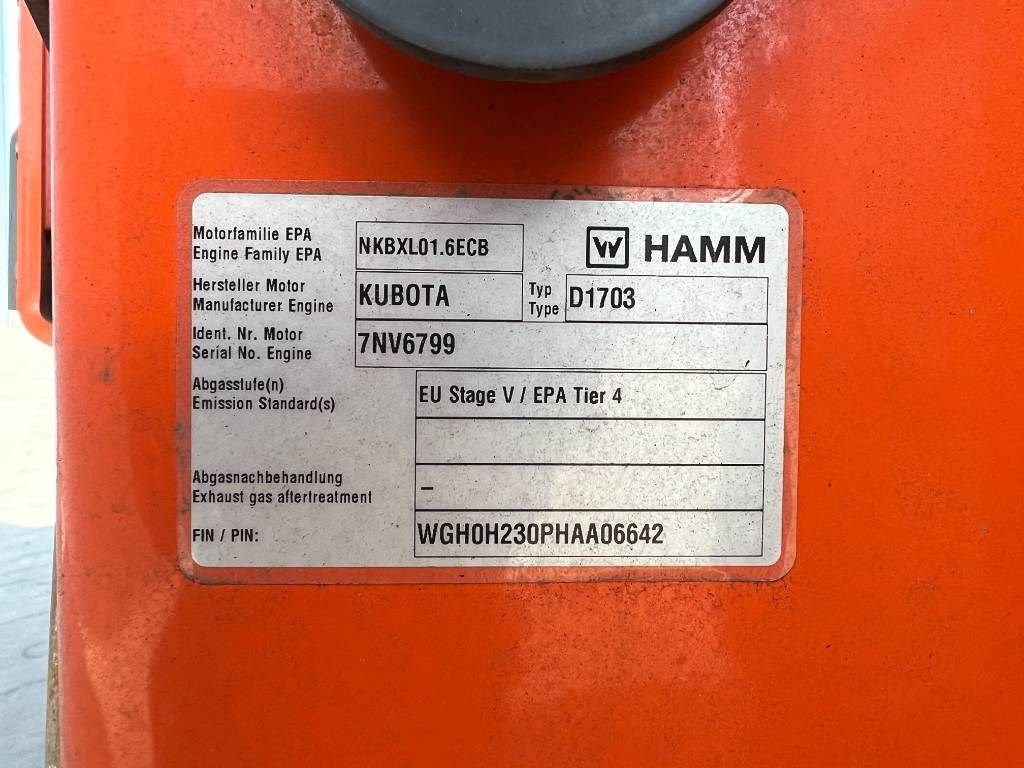 Motorfamilie EPA
Engine Family EPA
NKBXL01.6ECB
W HAMM
Hersteller Motor
Manufacturer Engine
KUBOTA
Typ
Type
D1703
Ident. Nr. Motor
Serial No. Engine
7NV6799
Abgasstufe(n)
Emission Standard(s)
EU Stage V / EPA Tier 4
Abgasnachbehandlung
Exhaust gas aftertreatment
–
FIN / PIN:
WGH0H230PHAA06642